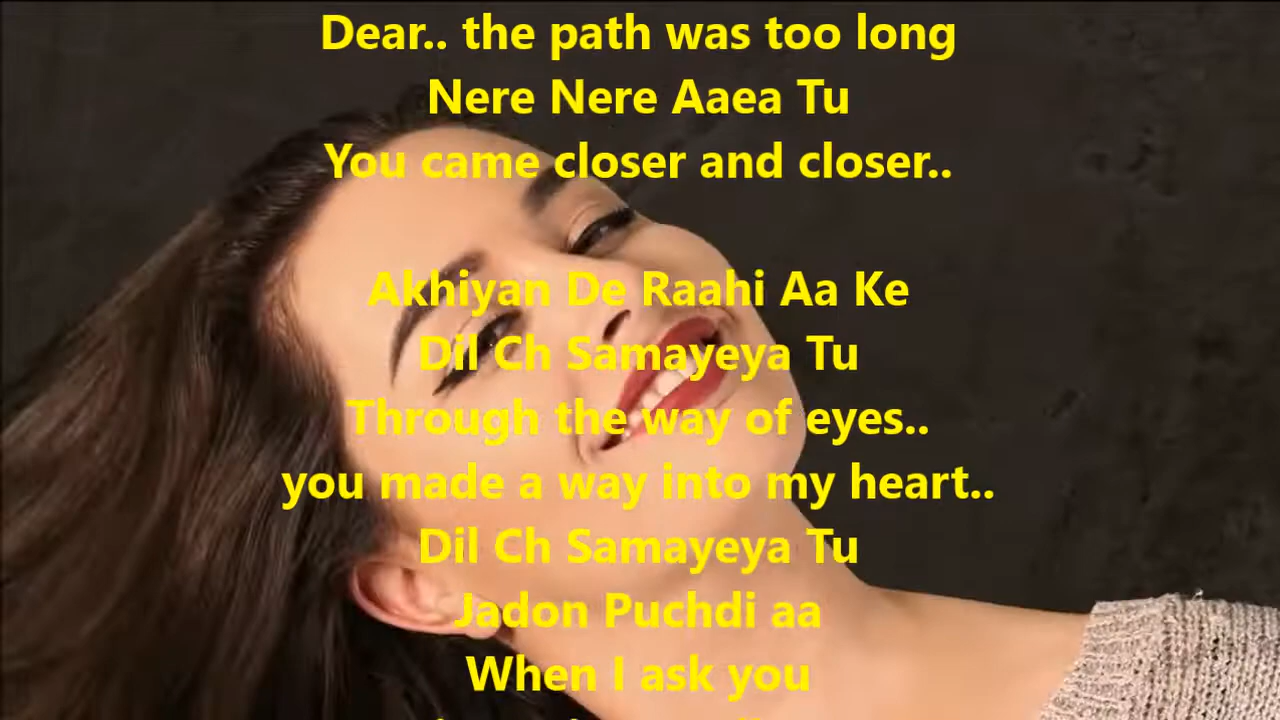 Dear.. the path was too long
Nere Nere Aaea Tu
You came closer and closer..
Akhiyan De Raahi Aa Ke
Dil Ch Samayeya Tu
Through the way of eyes..
you made a way into my heart..
Dil Ch Samayeya Tu
Jadon Puchdi aa
When I ask you